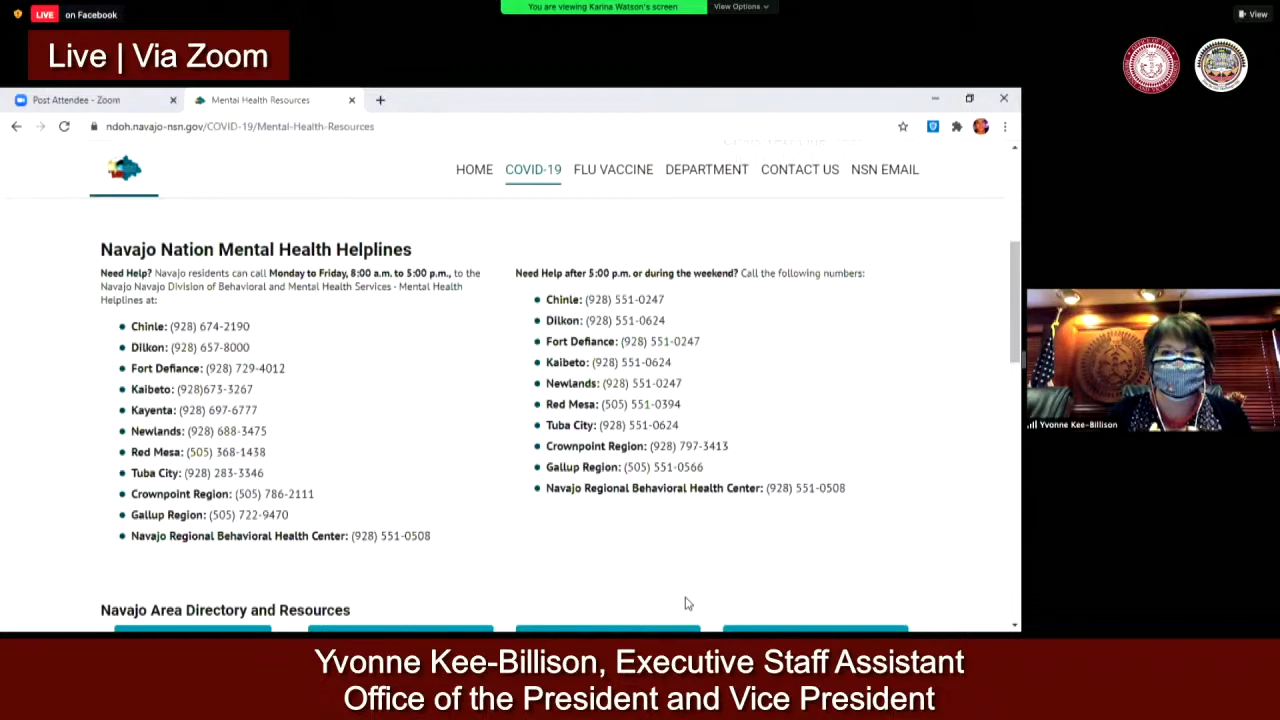 LIVE on Facebook
You are viewing Karina Watson's screen
View Options
View
Live | Via Zoom
Post Attendee - Zoom
Mental Health Resources
ndoh.navajo-nsn.gov/COVID-19/Mental-Health-Resources
HOME COVID-19 FLU VACCINE DEPARTMENT CONTACT US NSN EMAIL
Navajo Nation Mental Health Helplines
Need Help? Navajo residents can call Monday to Friday, 8:00 a.m. to 5:00 p.m., to the
Navajo Navajo Division of Behavioral and Mental Health Services - Mental Health
Helplines at:
Chinle: (928) 674-2190
Dilkon: (928) 657-8000
Fort Defiance: (928) 729-4012
Kaibeto: (928)673-3267
Kayenta: (928) 697-6777
Newlands: (928) 688-3475
Red Mesa: (505) 368-1438
Tuba City: (928) 283-3346
Crownpoint Region: (505) 786-2111
Gallup Region: (505) 722-9470
Navajo Regional Behavioral Health Center: (928) 551-0508
Need Help after 5:00 p.m. or during the weekend? Call the following numbers:
Chinle: (928) 551-0247
Dilkon: (928) 551-0624
Fort Defiance: (928) 551-0247
Kaibeto: (928) 551-0624
Newlands: (928) 551-0247
Red Mesa: (505) 551-0394
Tuba City: (928) 551-0624
Crownpoint Region: (928) 797-3413
Gallup Region: (505) 551-0566
Navajo Regional Behavioral Health Center: (928) 551-0508
Navajo Area Directory and Resources
Yvonne Kee-Billison
Yvonne Kee-Billison, Executive Staff Assistant
Office of the President and Vice President